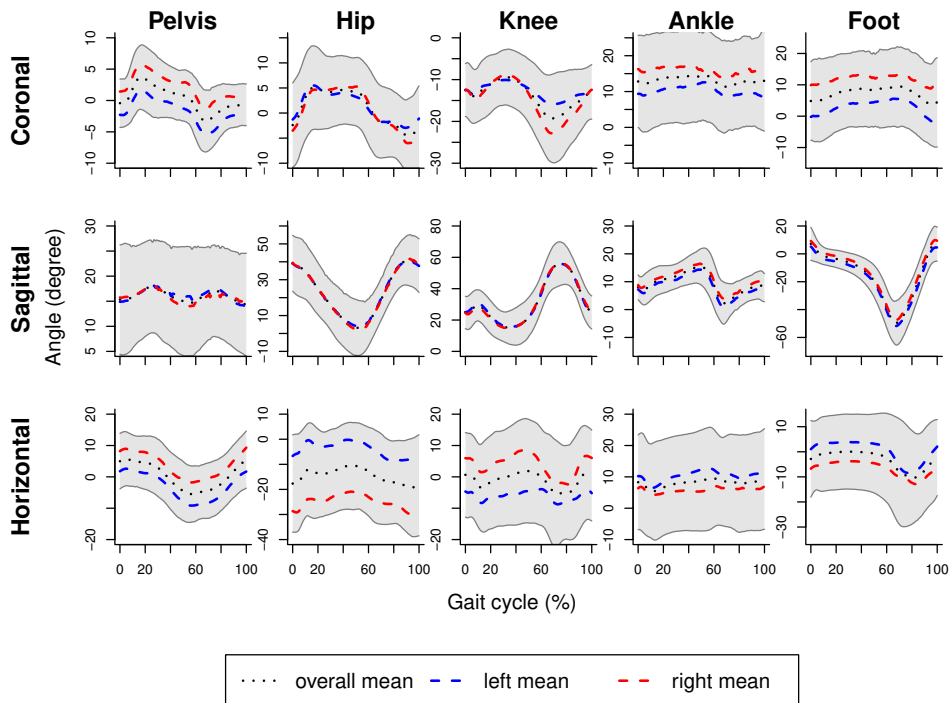 Pelvis Hip Knee Ankle Foot
Coronal
10 5 0 −5 −10
10 5 0 −10
0 −10 −20 −30
20 10 0 −10
20 10 0 −10
Sagittal
Angle (degree)
30 20 10 5
50 30 10 −10
80 60 40 20 0
30 20 10 0 −10
20 0 −20 −60
Horizontal
20 10 0 −20
10 0 −20 −40
20 10 0 −20
30 20 10 0 −10
10 −10 −30
0 20 60 100 0 20 60 100 0 20 60 100 0 20 60 100 0 20 60 100
Gait cycle (%)
overall mean left mean right mean